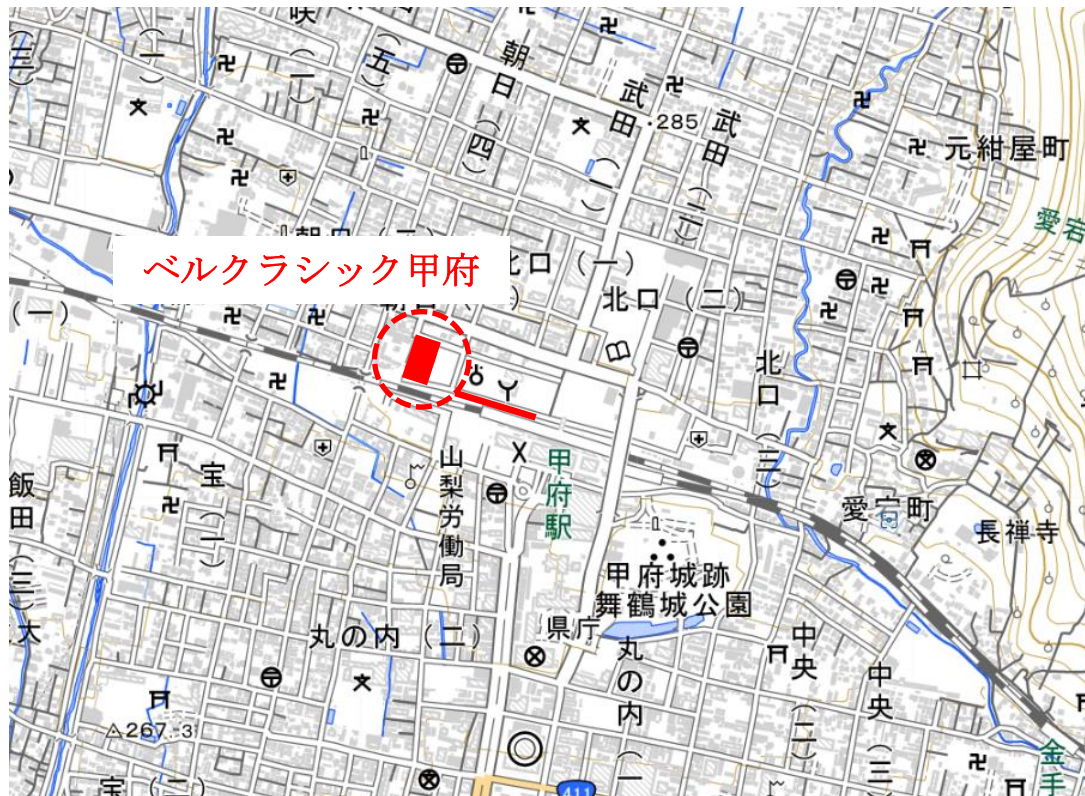 ベルクラシック甲府
朝日(四)
(五)
武田(一)
・285
武田(二)
元紺屋町
愛宕
北口(一)
北口(二)
北口(三)
(一)
(一)
(二)
甲府駅
山梨労働局
宝(一)
飯田(三)
愛宕町
長禅寺
甲府城跡
舞鶴城公園
県庁
丸の内(二)
丸の内(一
中央(二)
中央(三
金手
267.3
宝(二)
411